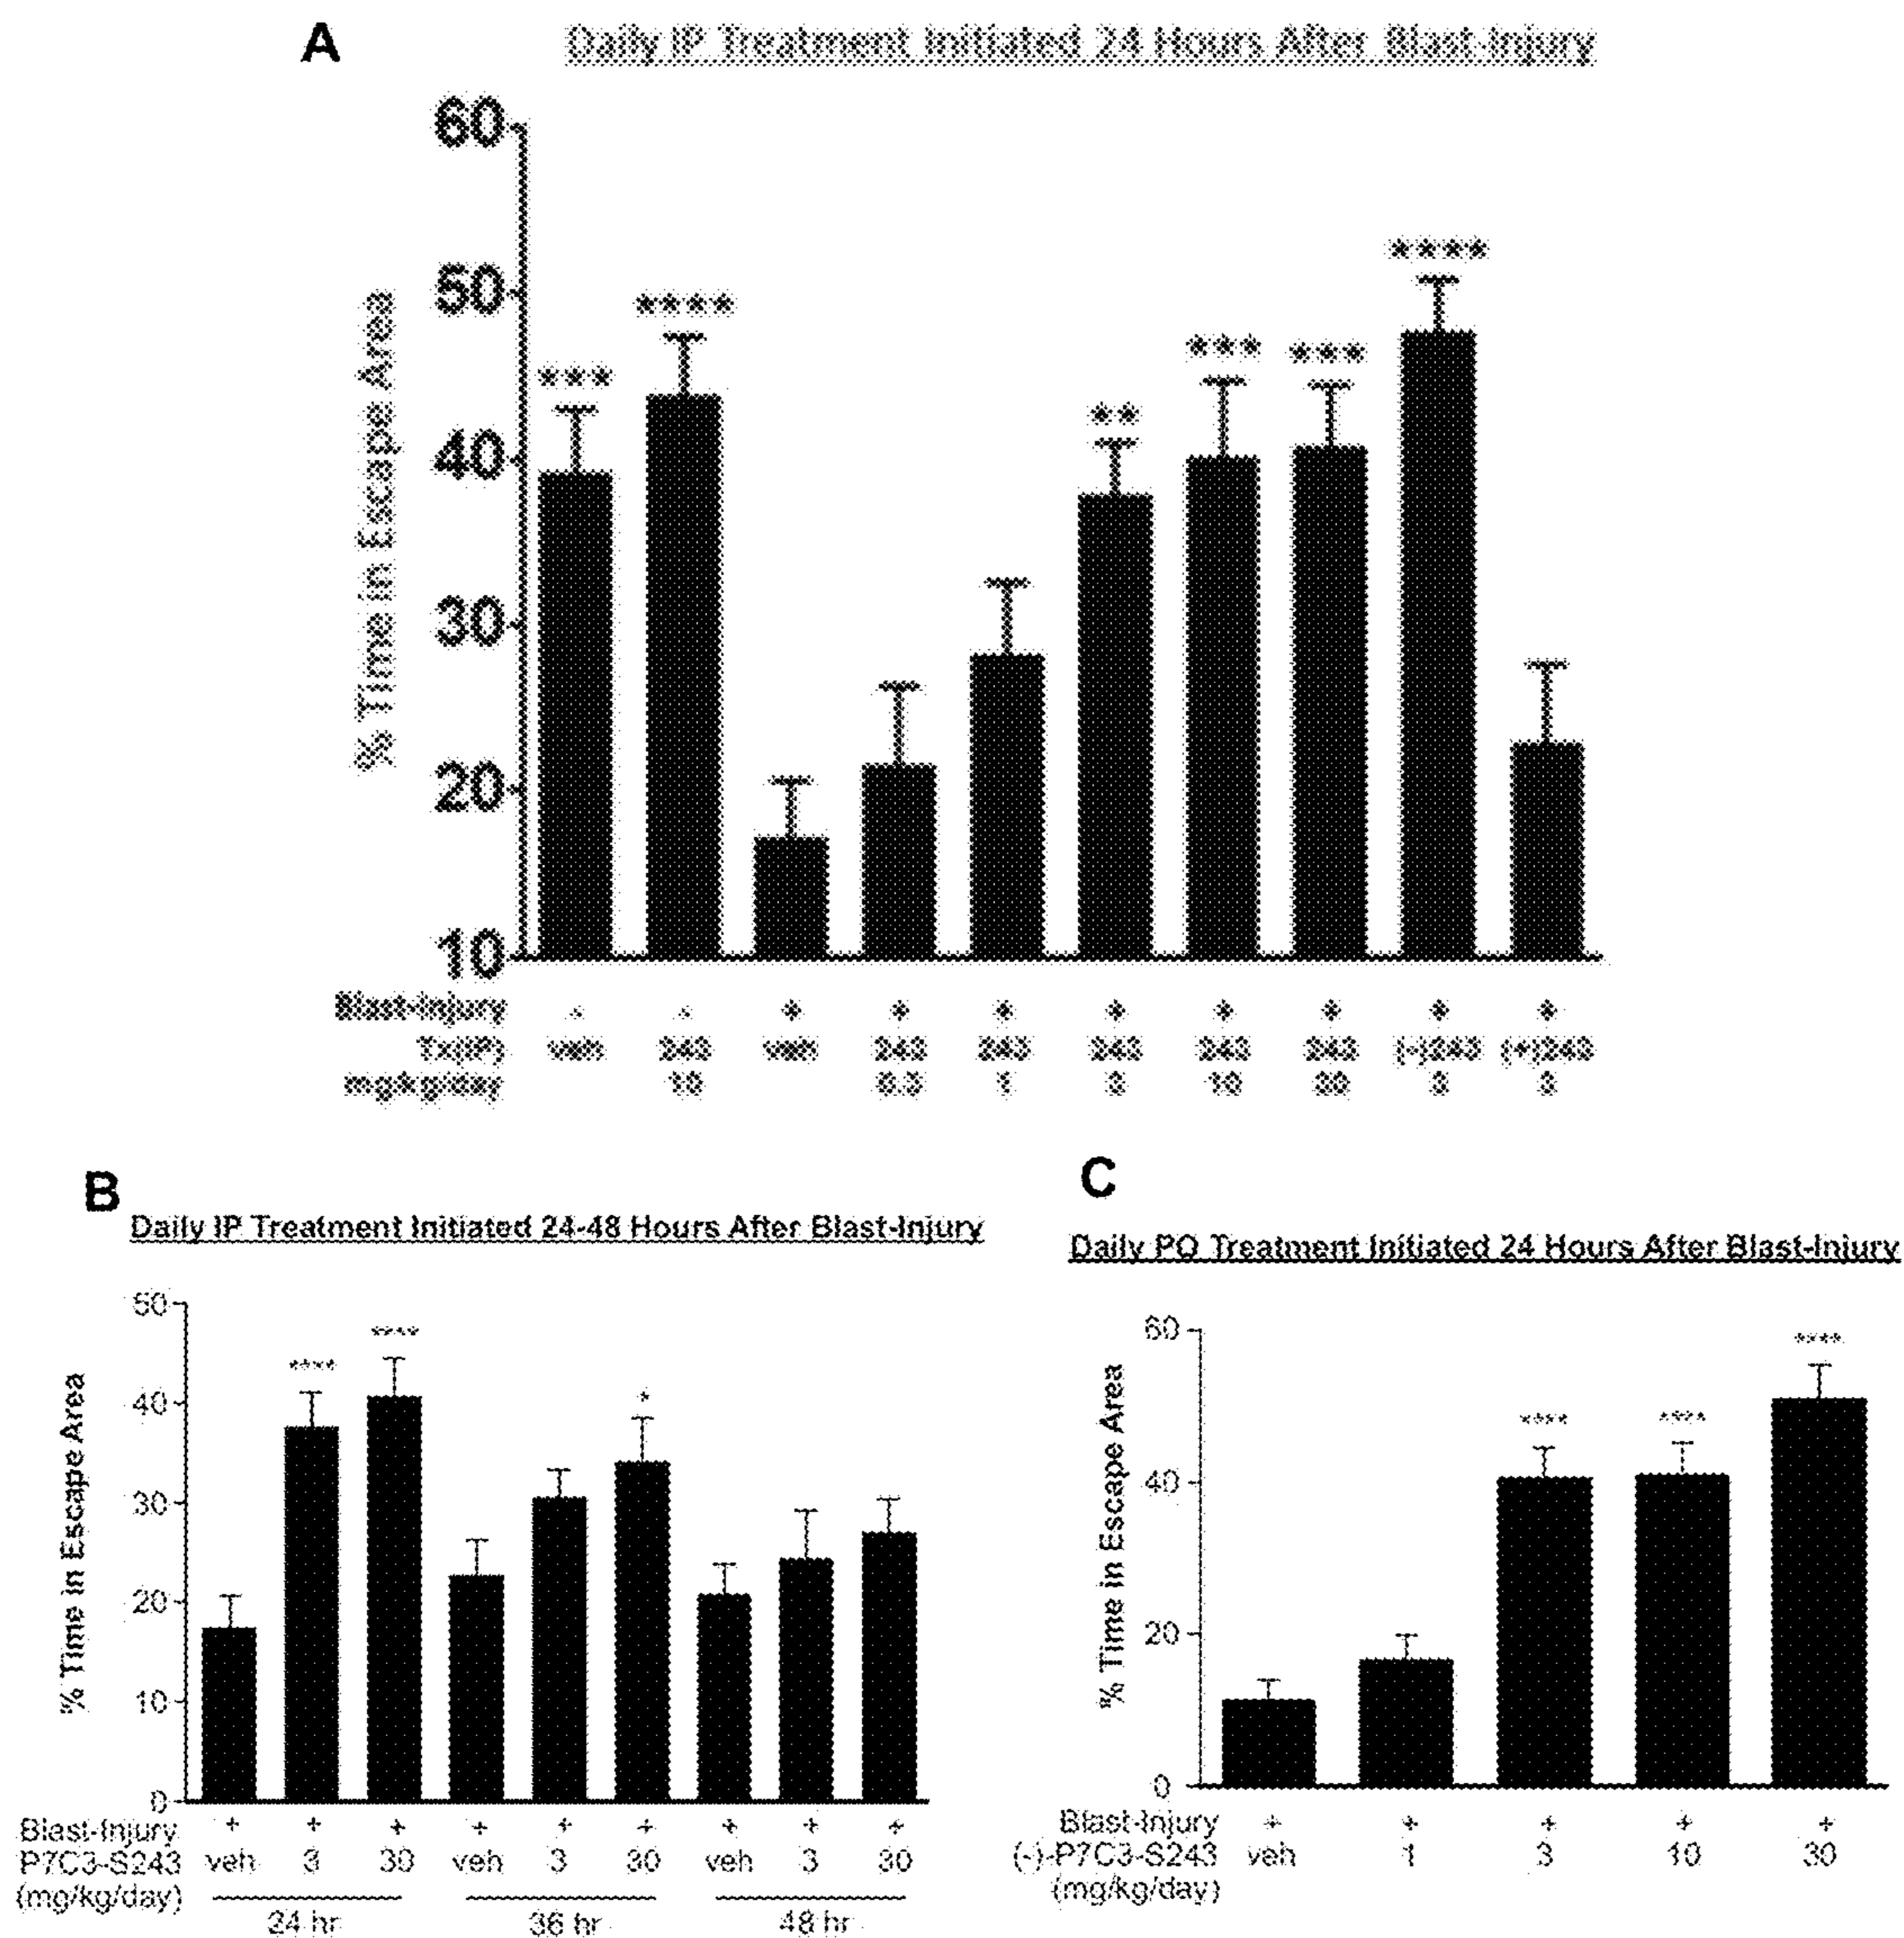 A
Daily IP Treatment Initiated 24 Hours After Blast-Injury
60
50
40
30
20
10
% Time in Escape Area
*** **** ** *** *** ****
Blast-Injury - - + + + + + + + +
Tx(IP) veh 243 veh 243 243 243 243 243 (-)243 (+)243
mg/kg/day 10 1 3 10 30 3 3
B
Daily IP Treatment Initiated 24-48 Hours After Blast-Injury
50
40
30
20
10
0
% Time in Escape Area
**** **** *
Blast-Injury + + + + + + + + +
P7C3-S243 veh 3 30 veh 3 30 veh 3 30
(mg/kg/day)
24 hr 36 hr 48 hr
C
Daily PO Treatment Initiated 24 Hours After Blast-Injury
60
40
20
0
% Time in Escape Area
**** **** ****
Blast-Injury + + + + +
(-)-P7C3-S243 veh 1 3 10 30
(mg/kg/day)